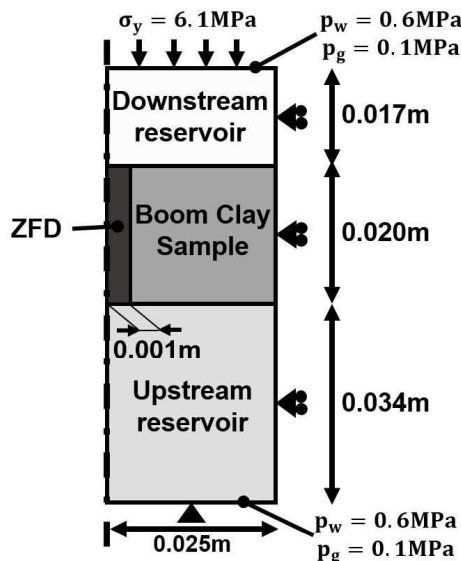 σy = 6.1MPa
pw = 0.6MPa
pg = 0.1MPa
Downstream
reservoir
0.017m
ZFD
Boom Clay
Sample
0.020m
0.001m
Upstream
reservoir
0.034m
0.025m
pw = 0.6MPa
pg = 0.1MPa